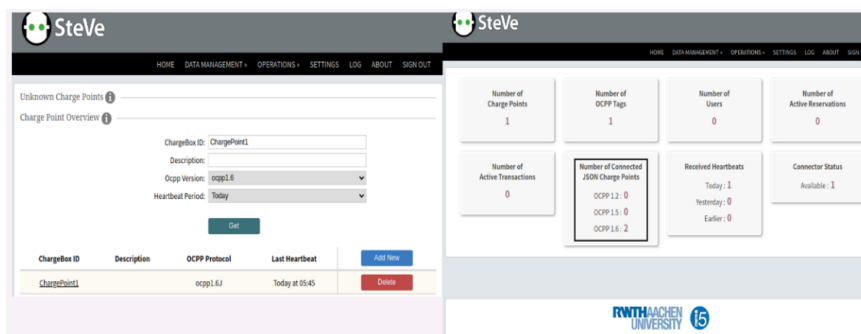 SteVe
HOME DATA MANAGEMENT » OPERATIONS » SETTINGS LOG ABOUT SIGN OUT
Unknown Charge Points i
Charge Point Overview i
ChargeBox ID: ChargePoint1
Description:
Ocpp Version: ocpp1.6
Heartbeat Period: Today
Get
ChargeBox ID Description OCPP Protocol Last Heartbeat Add New
ChargePoint1 ocpp1.6J Today at 05:45 Delete
SteVe
HOME DATA MANAGEMENT » OPERATIONS » SETTINGS LOG ABOUT SIGN
Number of
Charge Points
1
Number of
OCPP Tags
1
Number of
Users
0
Number of
Active Reservations
0
Number of
Active Transactions
0
Number of Connected
JSON Charge Points
OCPP 1.2 : 0
OCPP 1.5 : 0
OCPP 1.6 : 2
Received Heartbeats
Today : 1
Yesterday : 0
Earlier : 0
Connector Status
Available : 1
RWTHAACHEN
UNIVERSITY
i5